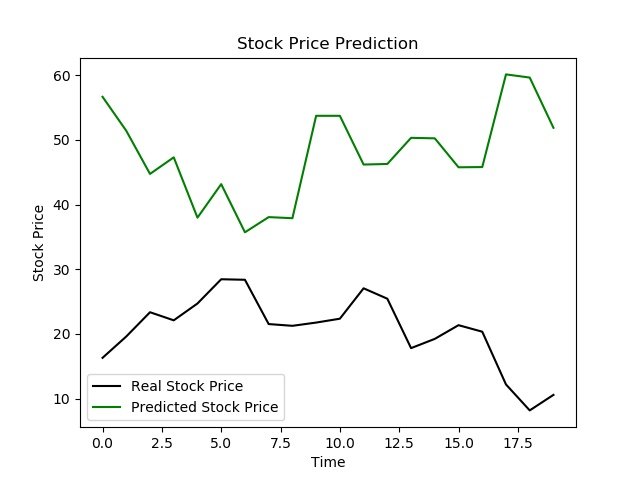 Stock Price Prediction
60
50
40
30
20
10
Stock Price
Real Stock Price
Predicted Stock Price
0.0 2.5 5.0 7.5 10.0 12.5 15.0 17.5
Time